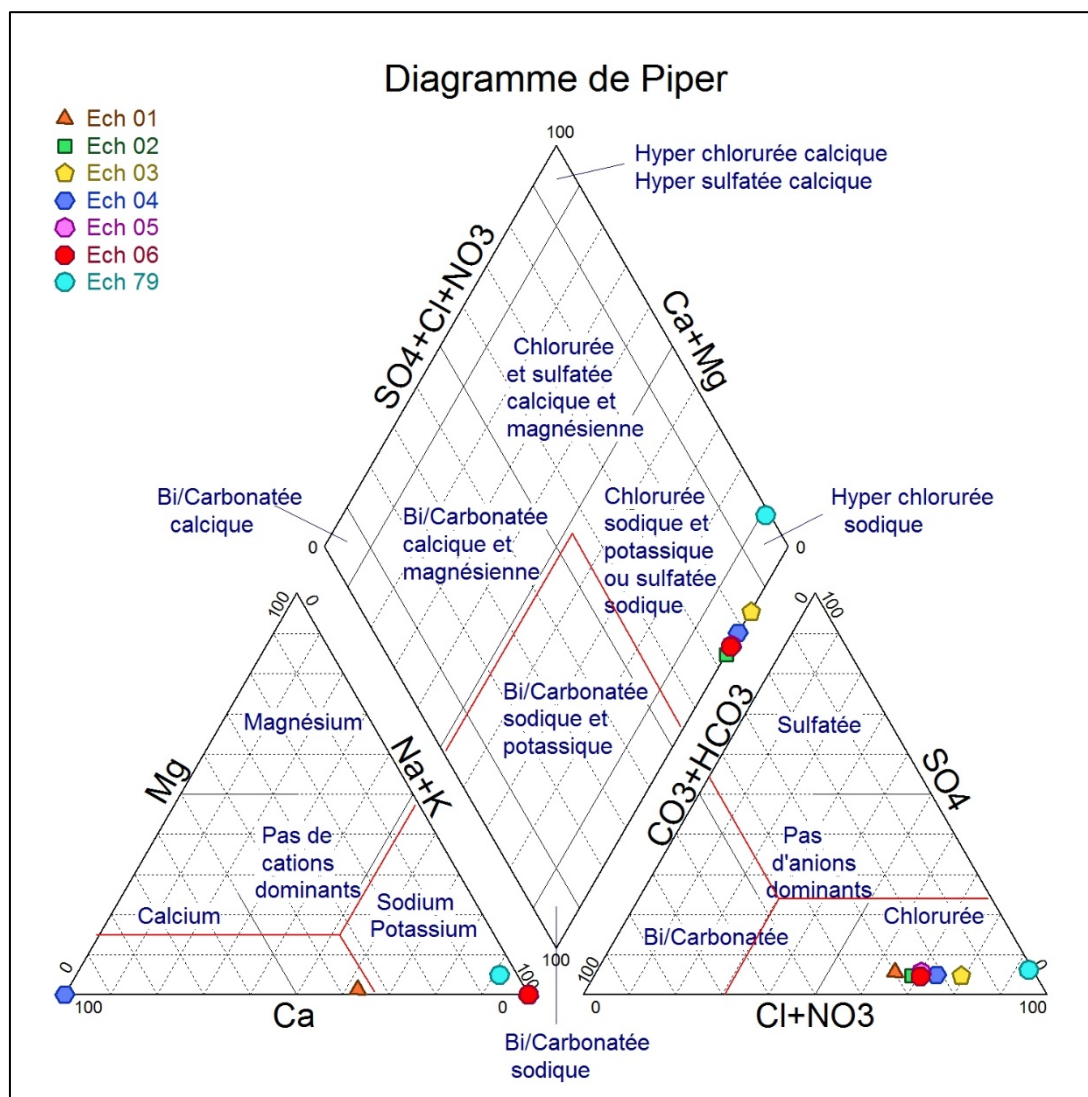 Diagramme de Piper
Ech 01
Ech 02
Ech 03
Ech 04
Ech 05
Ech 06
Ech 79
100
Hyper chlorurée calcique
Hyper sulfatée calcique
SO4+Cl+NO3
Ca+Mg
Chlorurée
et sulfatée
calcique et
magnésienne
Bi/Carbonatée
calcique
Bi/Carbonatée
calcique et
magnésienne
Chlorurée
sodique et
potassique
ou sulfatée
sodique
Hyper chlorurée
sodique
0
0
Bi/Carbonatée
sodique et
potassique
100
Bi/Carbonatée
sodique
100
0
Mg
Na+K
Magnésium
Pas de
cations
dominants
Calcium
Sodium
Potassium
0
100
100
0
Ca
0
100
CO3+HCO3
SO4
Sulfatée
Pas
d'anions
dominants
Bi/Carbonatée
Chlorurée
100
0
0
100
Cl+NO3